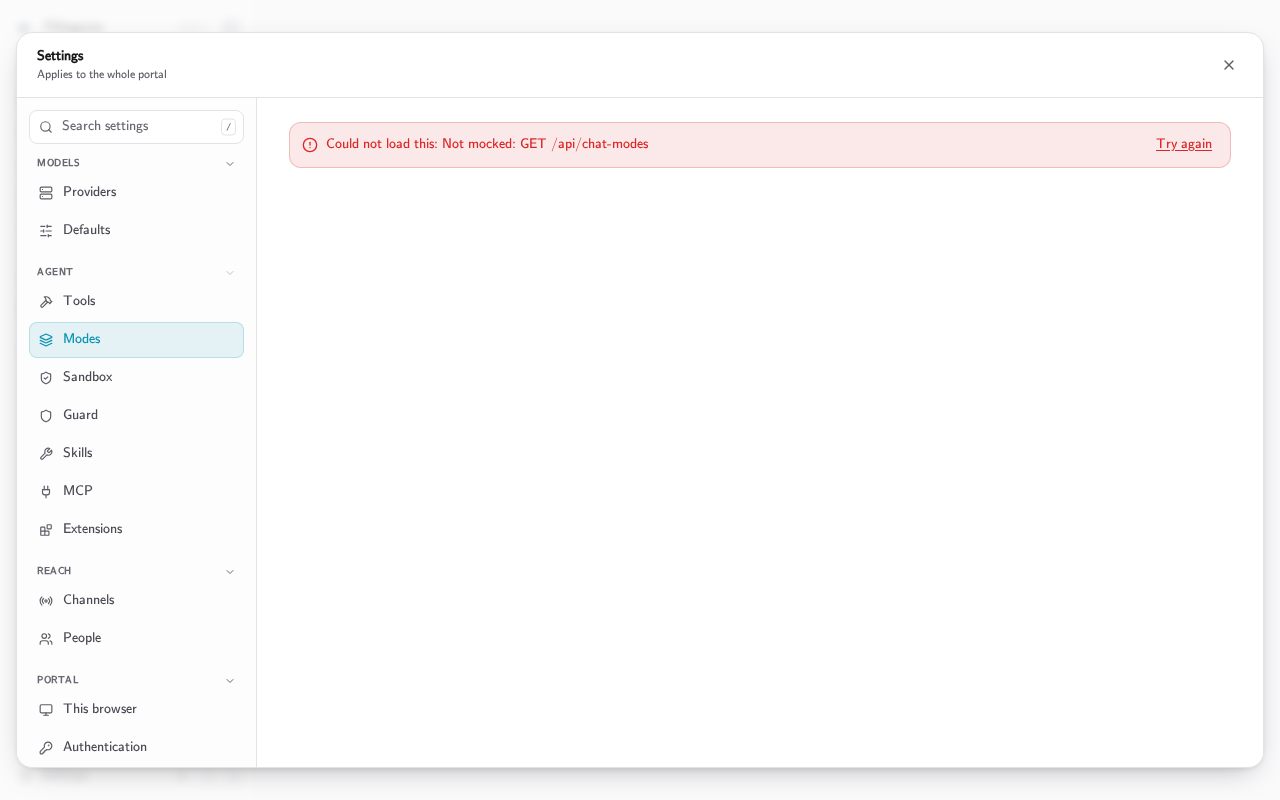 Settings
Applies to the whole portal
Search settings /
MODELS
Providers
Defaults
AGENT
Tools
Modes
Sandbox
Guard
Skills
MCP
Extensions
REACH
Channels
People
PORTAL
This browser
Authentication
Could not load this: Not mocked: GET /api/chat-modes
Try again